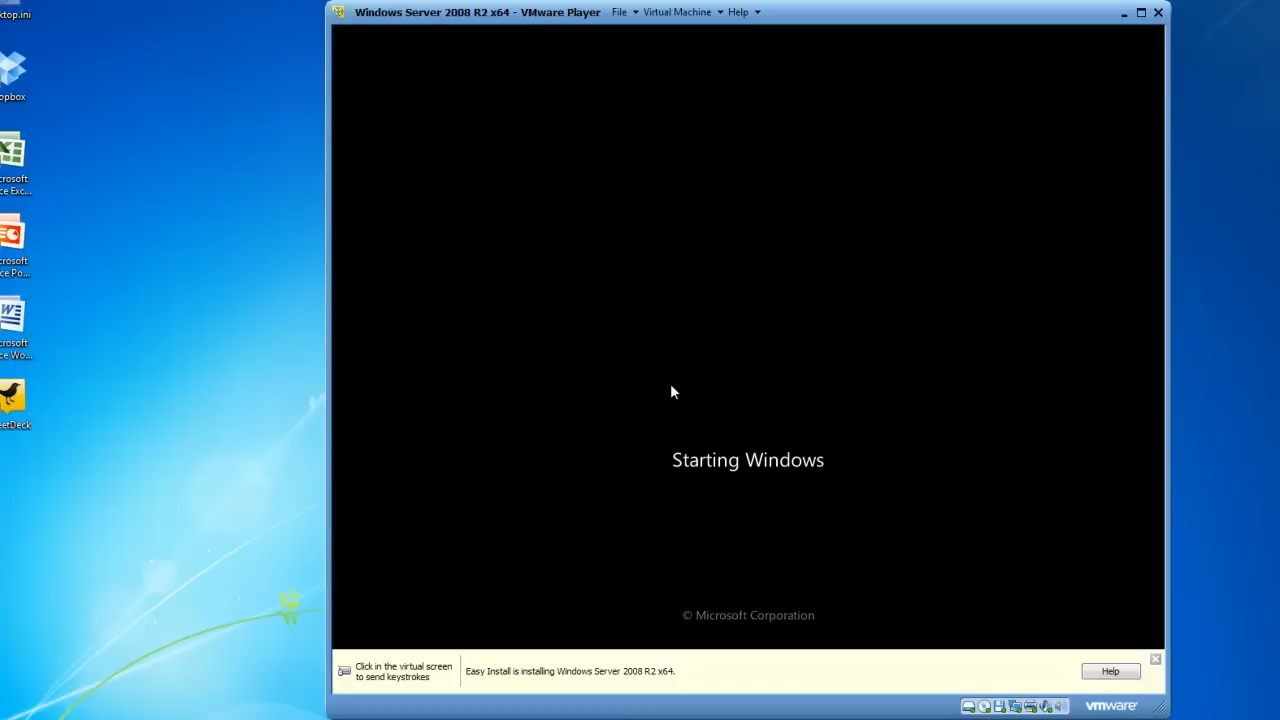 Windows Server 2008 R2 x64 - VMware Player File Virtual Machine Help
ktop.ini
opbox
crosoft
ce Exc...
crosoft
ce Po...
crosoft
ce Wo...
eetDeck
Starting Windows
© Microsoft Corporation
Click in the virtual screen
to send keystrokes
Easy Install is installing Windows Server 2008 R2 x64.
Help
vmware